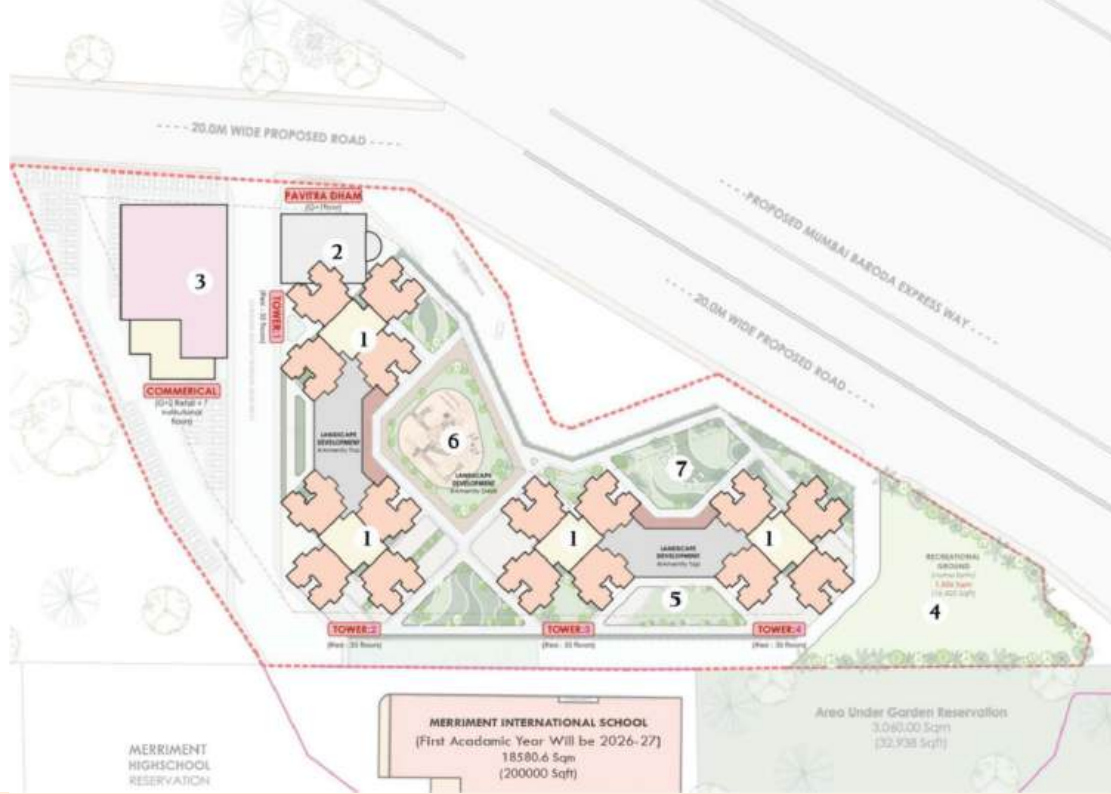 ---- 20.0M WIDE PROPOSED ROAD ----
---PROPOSED MUMBAI BARODA EXPRESS WAY---
---20.0M WIDE PROPOSED ROAD---
PAVITRA DHAM
2
3
TOWER:1
1
COMMERICAL
LANDSCAPE
DEVELOPMENT
6
LANDSCAPE
DEVELOPMENT
7
1
1
1
LANDSCAPE
DEVELOPMENT
5
RECREATIONAL
GROUND
4
TOWER:2
TOWER:3
TOWER:4
MERRIMENT INTERNATIONAL SCHOOL
(First Acadamic Year Will be 2026-27)
18580.6 Sqm
(200000 Sqft)
MERRIMENT
HIGHSCHOOL
RESERVATION
Area Under Garden Reservation
3,060.00 Sqm
(32,938 Sqft)